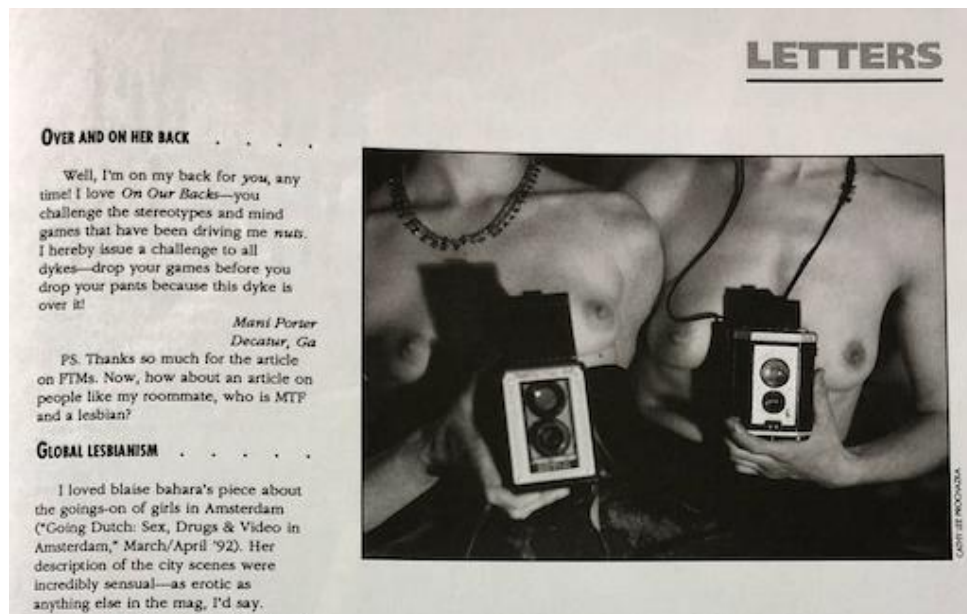 LETTERS
OVER AND ON HER BACK . . . .
Well, I'm on my back for you, any
time! I love On Our Backs—you
challenge the stereotypes and mind
games that have been driving me nuts.
I hereby issue a challenge to all
dykes—drop your games before you
drop your pants because this dyke is
over it!
Mani Porter
Decatur, Ga
PS. Thanks so much for the article
on FTMs. Now, how about an article on
people like my roommate, who is MTF
and a lesbian?
GLOBAL LESBIANISM . . . . .
I loved blaise bahara's piece about
the goings-on of girls in Amsterdam
("Going Dutch: Sex, Drugs & Video in
Amsterdam," March/April '92). Her
description of the city scenes were
incredibly sensual—as erotic as
anything else in the mag, I'd say.
CATHY LEE PROCHAZKA